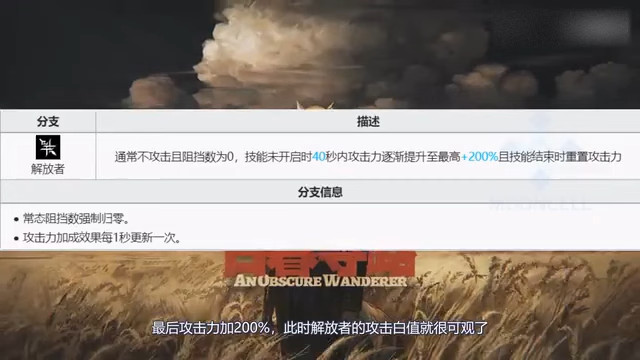 分支
描述
解放者
通常不攻击且阻挡数为0，技能未开启时40秒内攻击力逐渐提升至最高+200%且技能结束时重置攻击力
分支信息
• 常态阻挡数强制归零。
• 攻击力加成效果每1秒更新一次。
AN OBSCURE WANDERER
最后攻击力加200%，此时解放者的攻击白值就很可观了